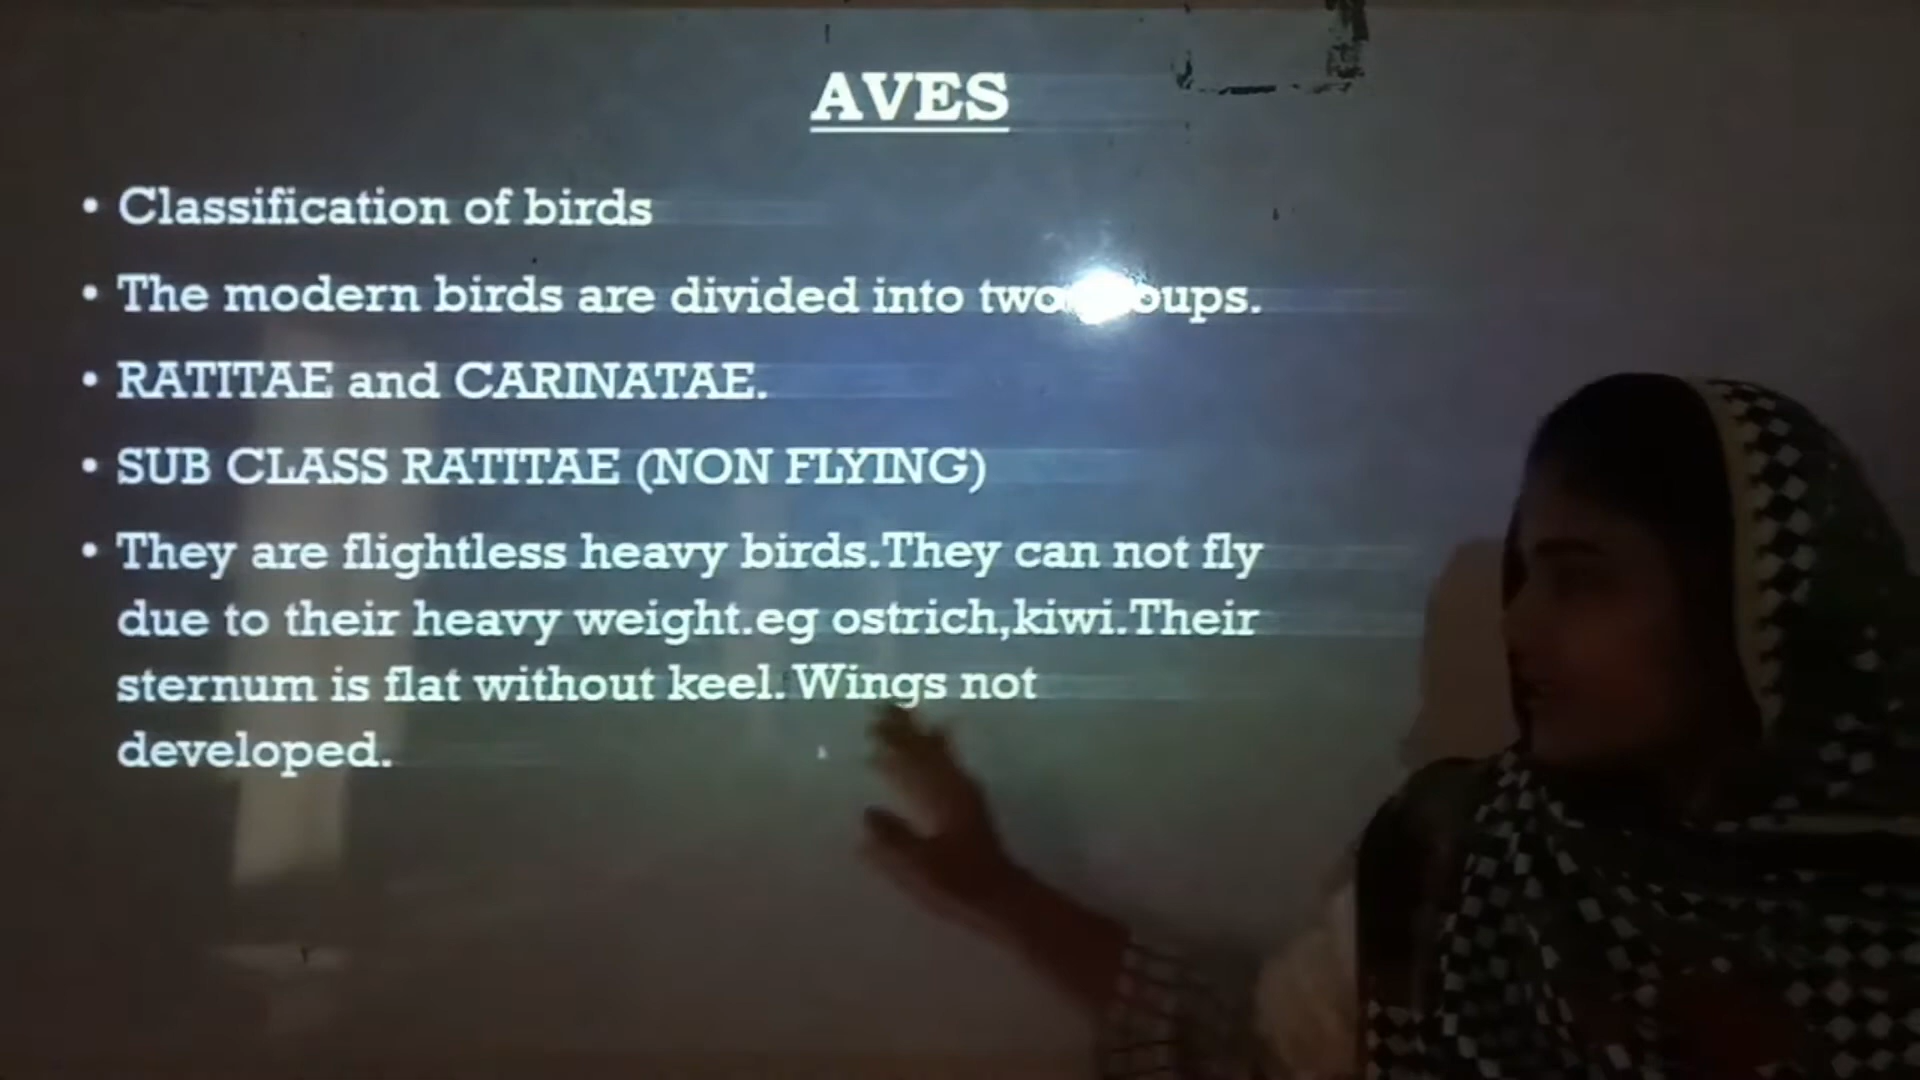 AVES
• Classification of birds
• The modern birds are divided into two oups.
• RATITAE and CARINATAE.
• SUB CLASS RATITAE (NON FLYING)
• They are flightless heavy birds.They can not fly
due to their heavy weight.eg ostrich,kiwi.Their
sternum is flat without keel.Wings not
developed.